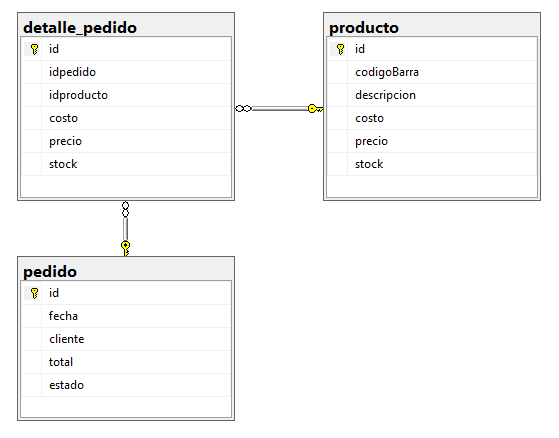 detalle_pedido
id
idpedido
idproducto
costo
precio
stock
producto
id
codigoBarra
descripcion
costo
precio
stock
pedido
id
fecha
cliente
total
estado